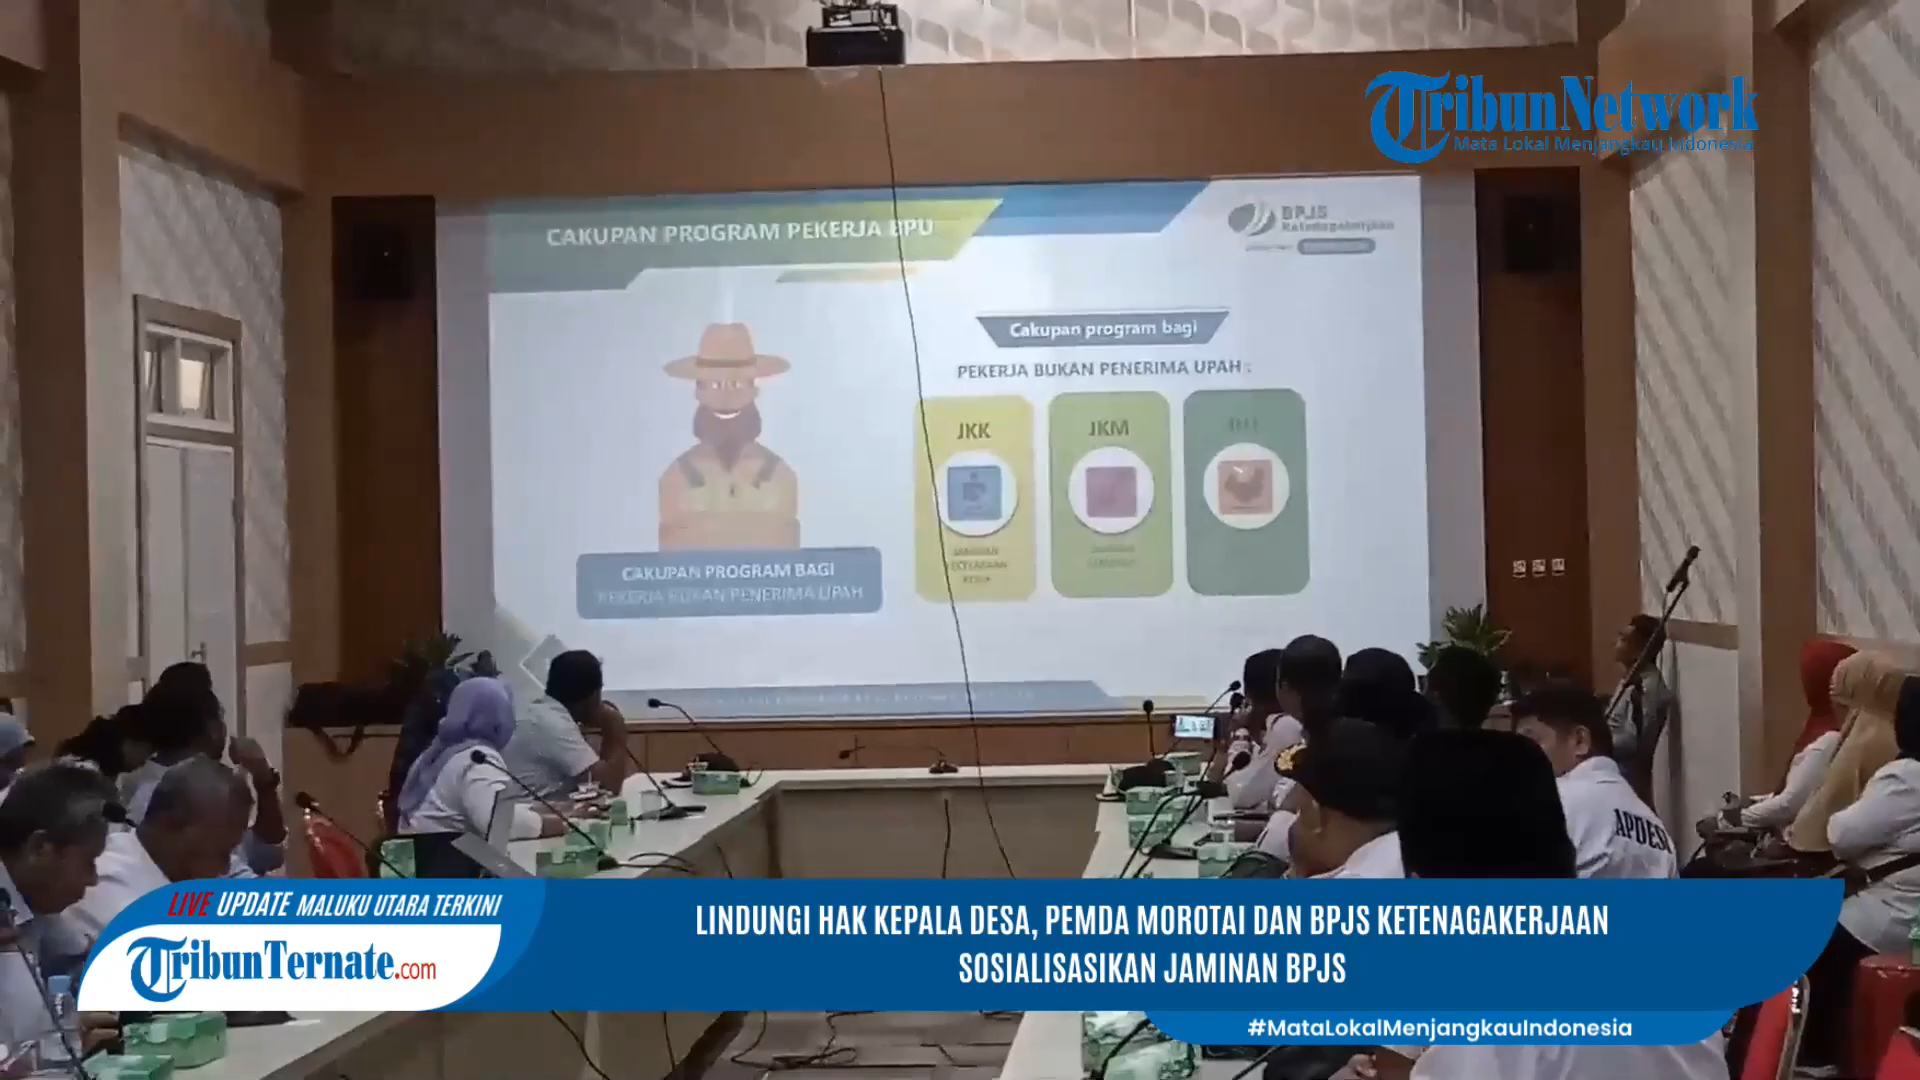 TribunNetwork
Mata Lokal Menjangkau Indonesia
CAKUPAN PROGRAM PEKERJA BPU
BPJS
Ketenagakerjaan
Cakupan program bagi
PEKERJA BUKAN PENERIMA UPAH :
JKK
JKM
CAKUPAN PROGRAM BAGI
PEKERJA BUKAN PENERIMA UPAH
APDESI
LIVE UPDATE MALUKU UTARA TERKINI
TribunTernate.com
LINDUNGI HAK KEPALA DESA, PEMDA MOROTAI DAN BPJS KETENAGAKERJAAN
SOSIALISASIKAN JAMINAN BPJS
#MataLokalMenjangkauIndonesia